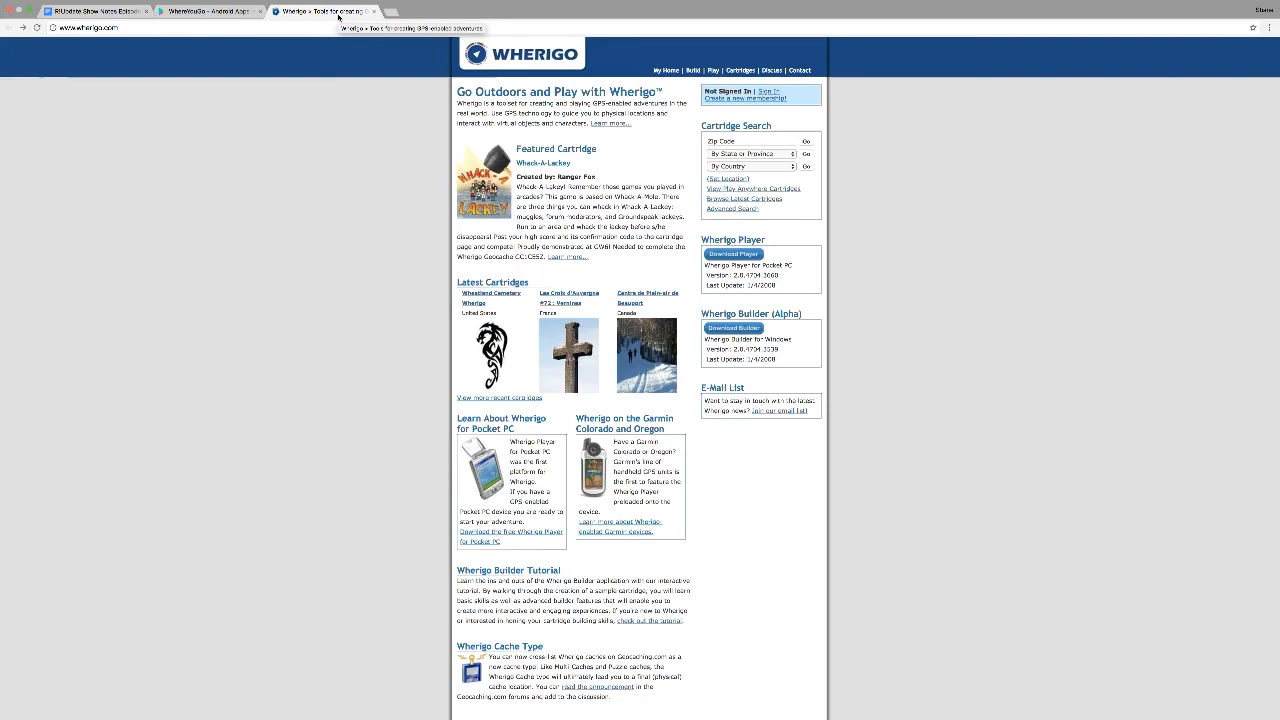 R!Update Show Notes Episod
WhereYouGo - Android Apps
Wherigo > Tools for creating G
Shane
www.wherigo.com
Wherigo > Tools for creating GPS-enabled adventures
WHERIGO
My Home | Build | Play | Cartridges | Discuss | Contact
Go Outdoors and Play with Wherigo™
Wherigo is a toolset for creating and playing GPS-enabled adventures in the
real world. Use GPS technology to guide you to physical locations and
interact with virtual objects and characters. Learn more...
Featured Cartridge
Whack-A-Lackey
Created by: Ranger Fox
WHACK-A
LACKEY
Whack-A-Lakey! Remember those games you played in
arcades? This game is based on Whack-A-Mole. There
are three things you can whack in Whack-A-Lackey:
muggles, forum moderators, and Groundspeak lackeys.
Run to an area and whack the lackey before s/he
disappears! Post your high score and its confirmation code to the cartridge
page and compete! Proudly demonstrated at GW6! Needed to complete the
Wherigo Geocache GC1CE5Z. Learn more...
Latest Cartridges
Wheatland Cemetery
Wherigo
United States
Les Croix d'Auvergne
#72 : Vernines
France
Centre de Plein-air de
Beauport
Canada
View more recent cartridges
Learn About Wherigo
for Pocket PC
Wherigo Player
for Pocket PC
was the first
platform for
Wherigo.
If you have a
GPS-enabled
Pocket PC device you are ready to
start your adventure.
Download the free Wherigo Player
for Pocket PC
Wherigo on the Garmin
Colorado and Oregon
Have a Garmin
Colorado or Oregon?
Garmin's line of
handheld GPS units is
the first to feature the
Wherigo Player
preloaded onto the
device.
Learn more about Wherigo-
enabled Garmin devices.
Wherigo Builder Tutorial
Learn the ins and outs of the Wherigo Builder application with our interactive
tutorial. By walking through the creation of a sample cartridge, you will learn
basic skills as well as advanced builder features that will enable you to
create more interactive and engaging experiences. If you're new to Wherigo
or interested in honing your cartridge building skills, check out the tutorial.
Wherigo Cache Type
You can now cross-list Wherigo caches on Geocaching.com as a
new cache type! Like Multi-Caches and Puzzle caches, the
Wherigo Cache type will ultimately lead you to a final (physical)
cache location. You can read the announcement in the
Geocaching.com forums and add to the discussion.
Not Signed In | Sign In
Create a new membership!
Cartridge Search
Zip Code Go
By State or Province Go
By Country Go
(Set Location)
View Play Anywhere Cartridges
Browse Latest Cartridges
Advanced Search
Wherigo Player
Download Player
Wherigo Player for Pocket PC
Version: 2.0.4704.3660
Last Update: 1/4/2008
Wherigo Builder (Alpha)
Download Builder
Wherigo Builder for Windows
Version: 2.0.4704.3539
Last Update: 1/4/2008
E-Mail List
Want to stay in touch with the latest
Wherigo news? Join our email list!